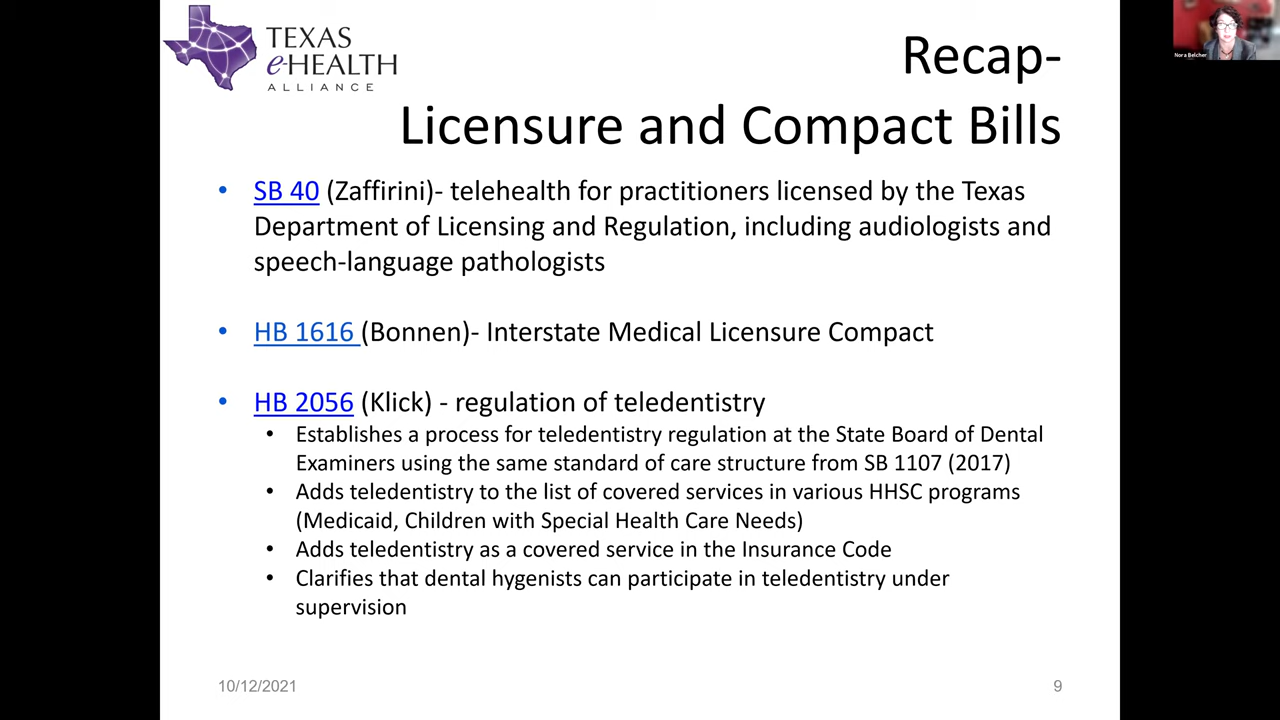 TEXAS
e-HEALTH
ALLIANCE
Recap-
Licensure and Compact Bills
• SB 40 (Zaffirini)- telehealth for practitioners licensed by the Texas
Department of Licensing and Regulation, including audiologists and
speech-language pathologists
• HB 1616 (Bonnen)- Interstate Medical Licensure Compact
• HB 2056 (Klick) - regulation of teledentistry
• Establishes a process for teledentistry regulation at the State Board of Dental
Examiners using the same standard of care structure from SB 1107 (2017)
• Adds teledentistry to the list of covered services in various HHSC programs
(Medicaid, Children with Special Health Care Needs)
• Adds teledentistry as a covered service in the Insurance Code
• Clarifies that dental hygenists can participate in teledentistry under
supervision
10/12/2021
9
Nora Belcher